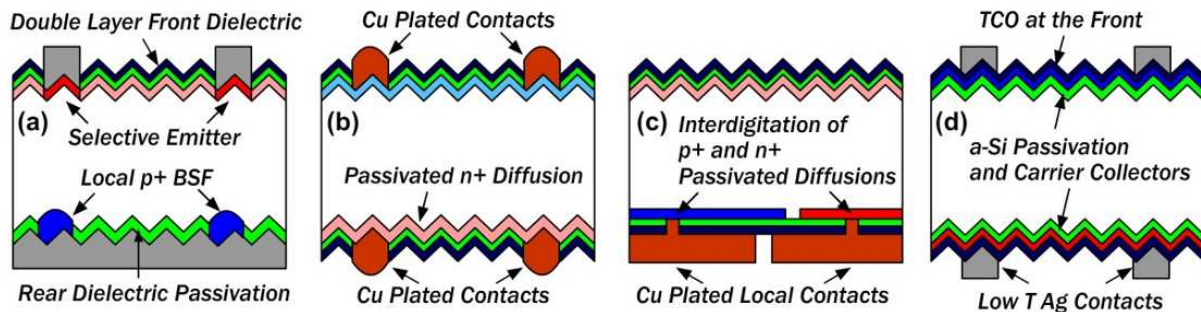 Double Layer Front Dielectric
(a)
Selective Emitter
Local p+ BSF
Rear Dielectric Passivation
Cu Plated Contacts
(b)
Passivated n+ Diffusion
Cu Plated Contacts
(c)
Interdigitation of
p+ and n+
Passivated Diffusions
Cu Plated Local Contacts
TCO at the Front
(d)
a-Si Passivation
and Carrier Collectors
Low T Ag Contacts